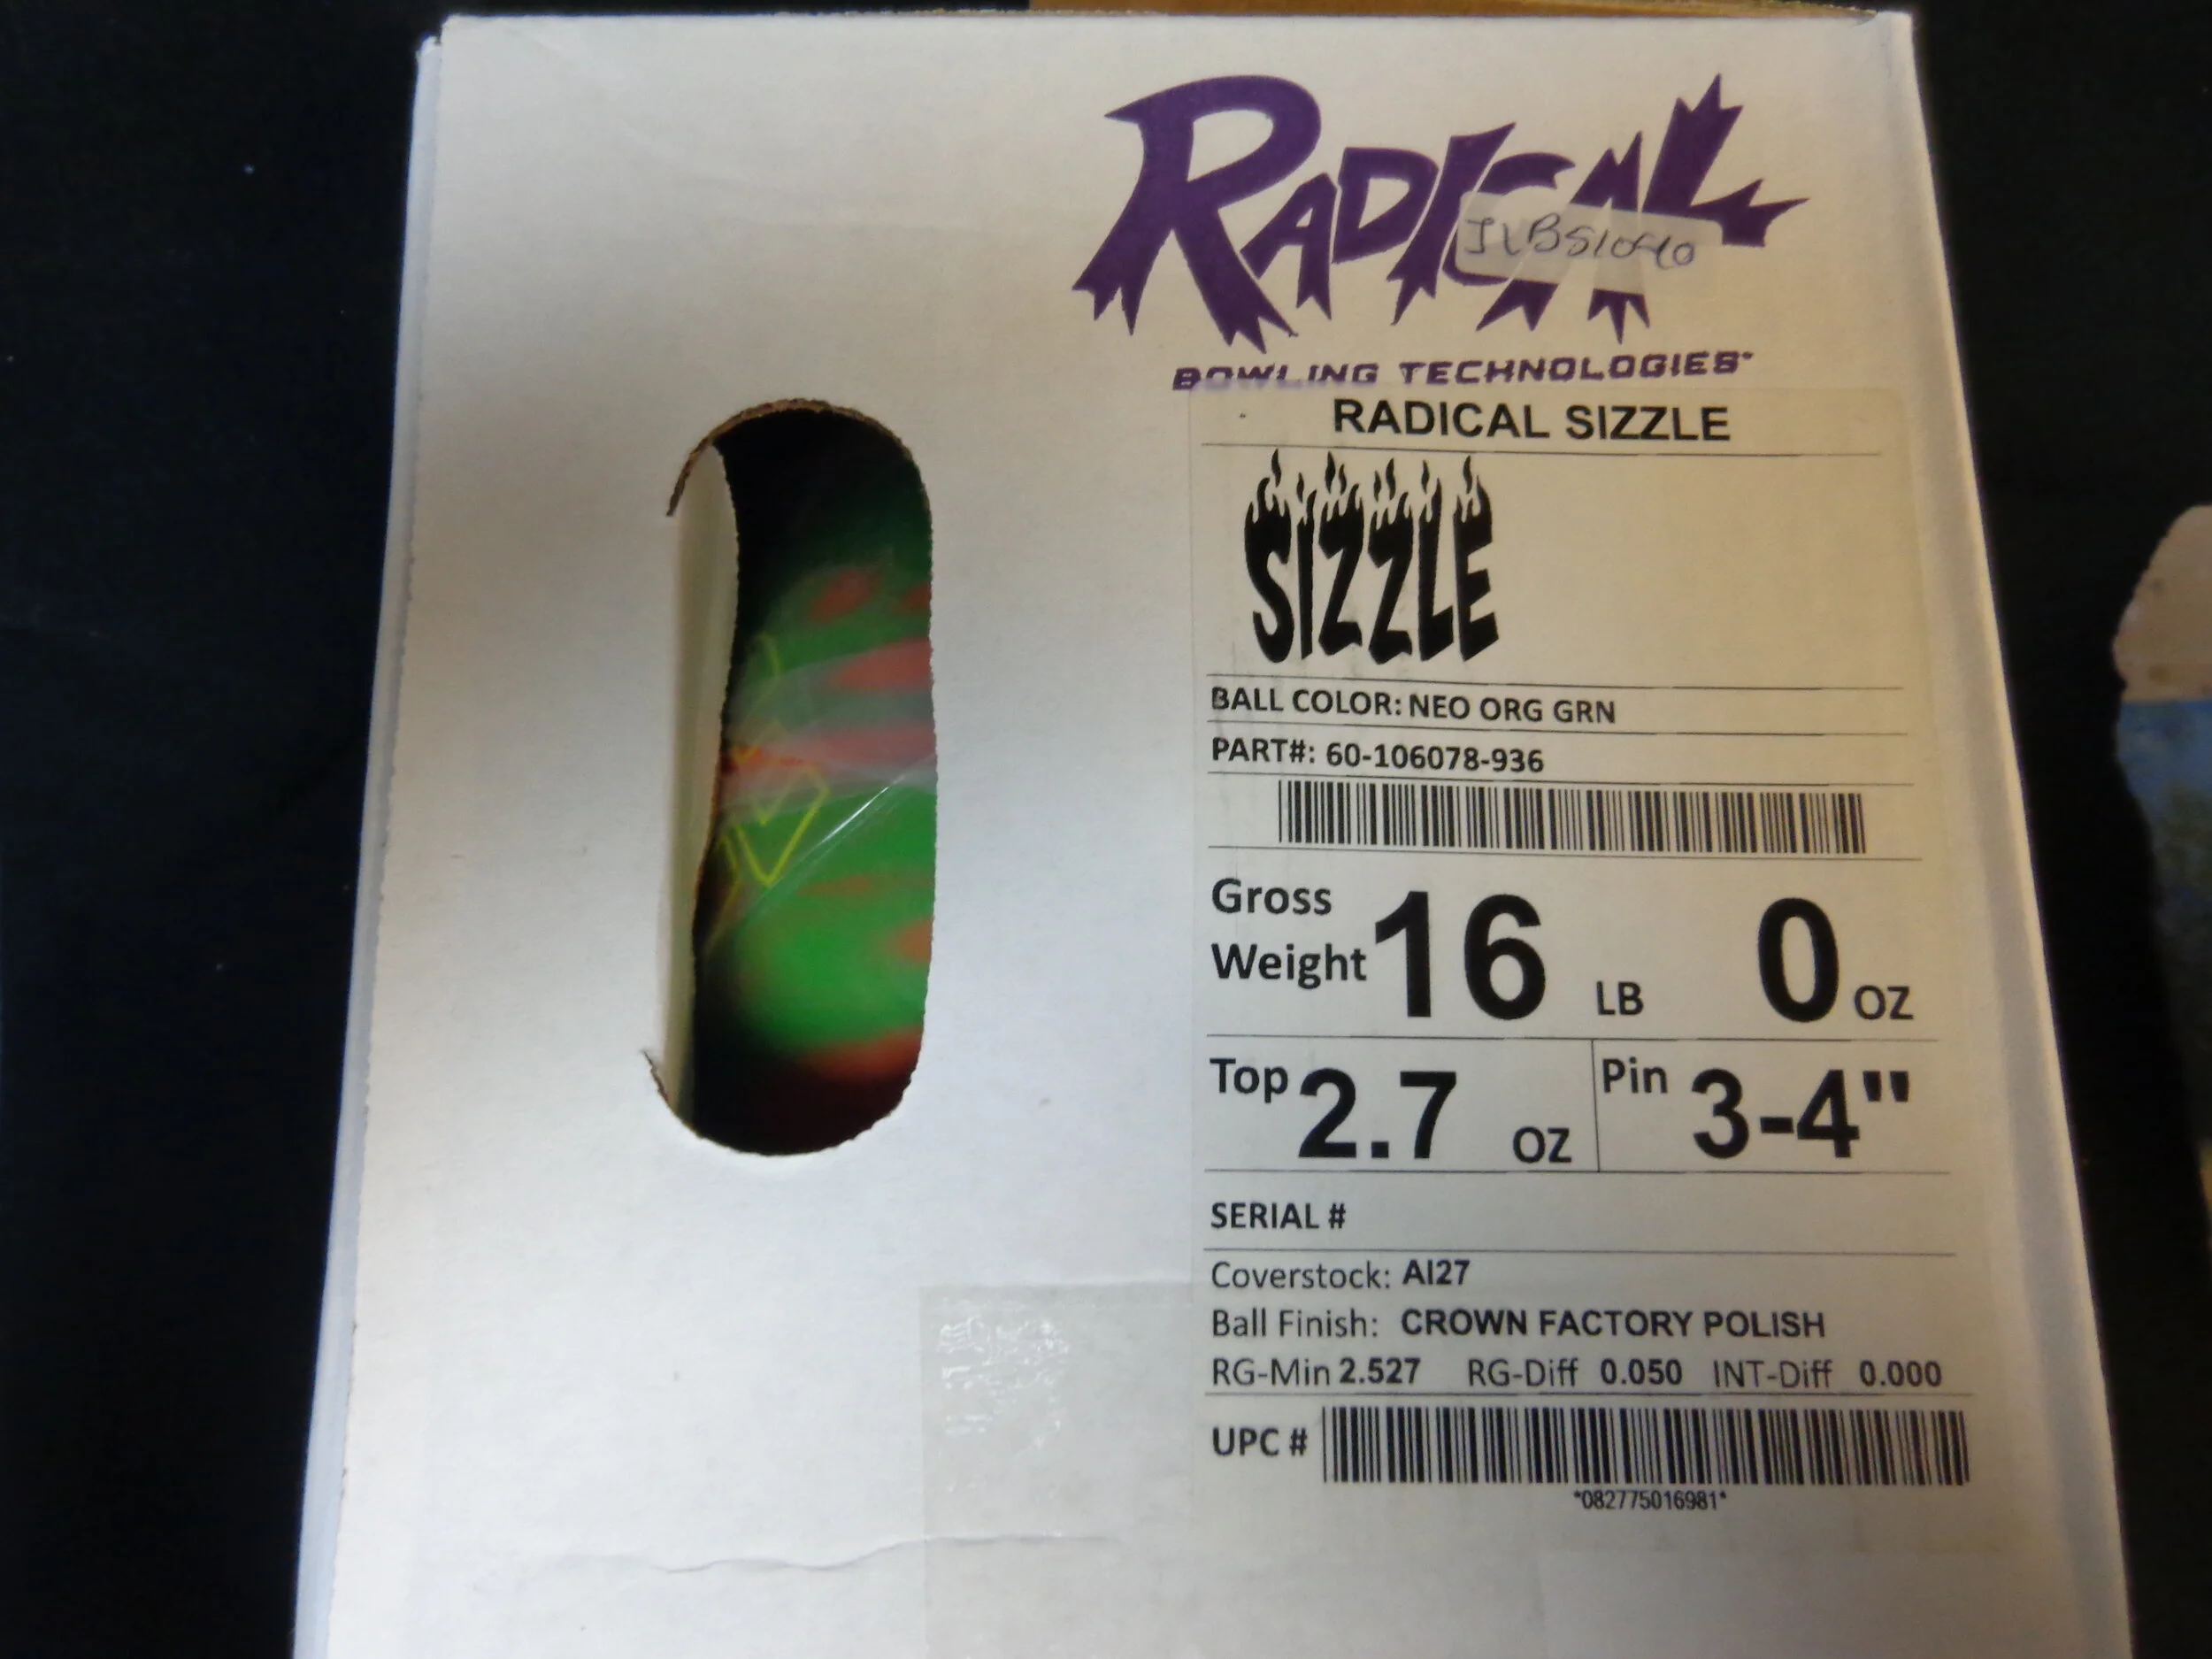 RADICAL
BOWLING TECHNOLOGIES
RADICAL SIZZLE
SIZZLE
BALL COLOR: NEO ORG GRN
PART#: 60-106078-936
Gross Weight 16 LB 0 OZ
Top 2.7 OZ Pin 3-4"
SERIAL #
Coverstock: AI27
Ball Finish: CROWN FACTORY POLISH
RG-Min 2.527 RG-Diff 0.050 INT-Diff 0.000
UPC #
*082775016981*